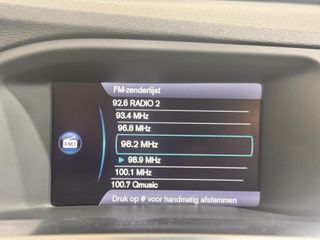 FM-zenderlijst
92.6 RADIO 2
93.4 MHz
96.8 MHz
FM1
98.2 MHz
98.9 MHz
100.1 MHz
100.7 Qmusic
Druk op # voor handmatig afstemmen